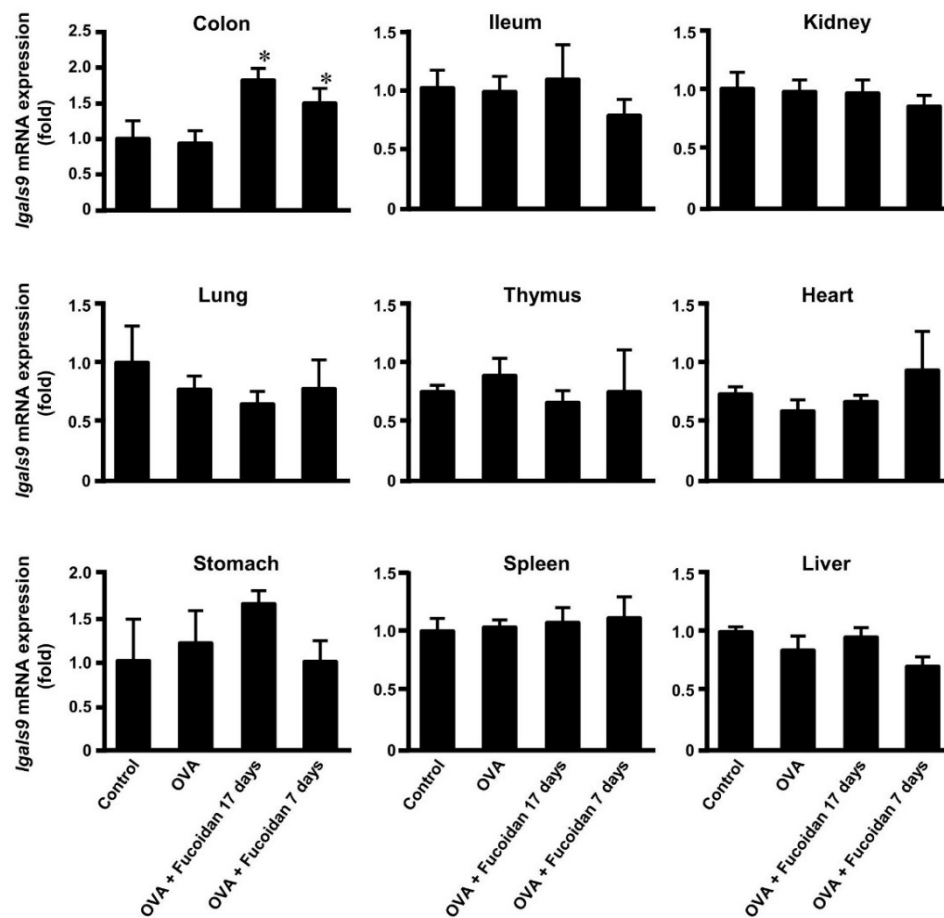 Colon
Ileum
Kidney
lgals9 mRNA expression
(fold)
2.5
2.0
1.5
1.0
0.5
0
*
*
1.5
1.0
0.5
0
1.5
1.0
0.5
0
Lung
Thymus
Heart
lgals9 mRNA expression
(fold)
1.5
1.0
0.5
0
1.5
1.0
0.5
0
1.5
1.0
0.5
0
Stomach
Spleen
Liver
lgals9 mRNA expression
(fold)
2.0
1.5
1.0
0.5
0
1.5
1.0
0.5
0
1.5
1.0
0.5
0
Control
OVA
OVA + Fucoidan 17 days
OVA + Fucoidan 7 days
Control
OVA
OVA + Fucoidan 17 days
OVA + Fucoidan 7 days
Control
OVA
OVA + Fucoidan 17 days
OVA + Fucoidan 7 days